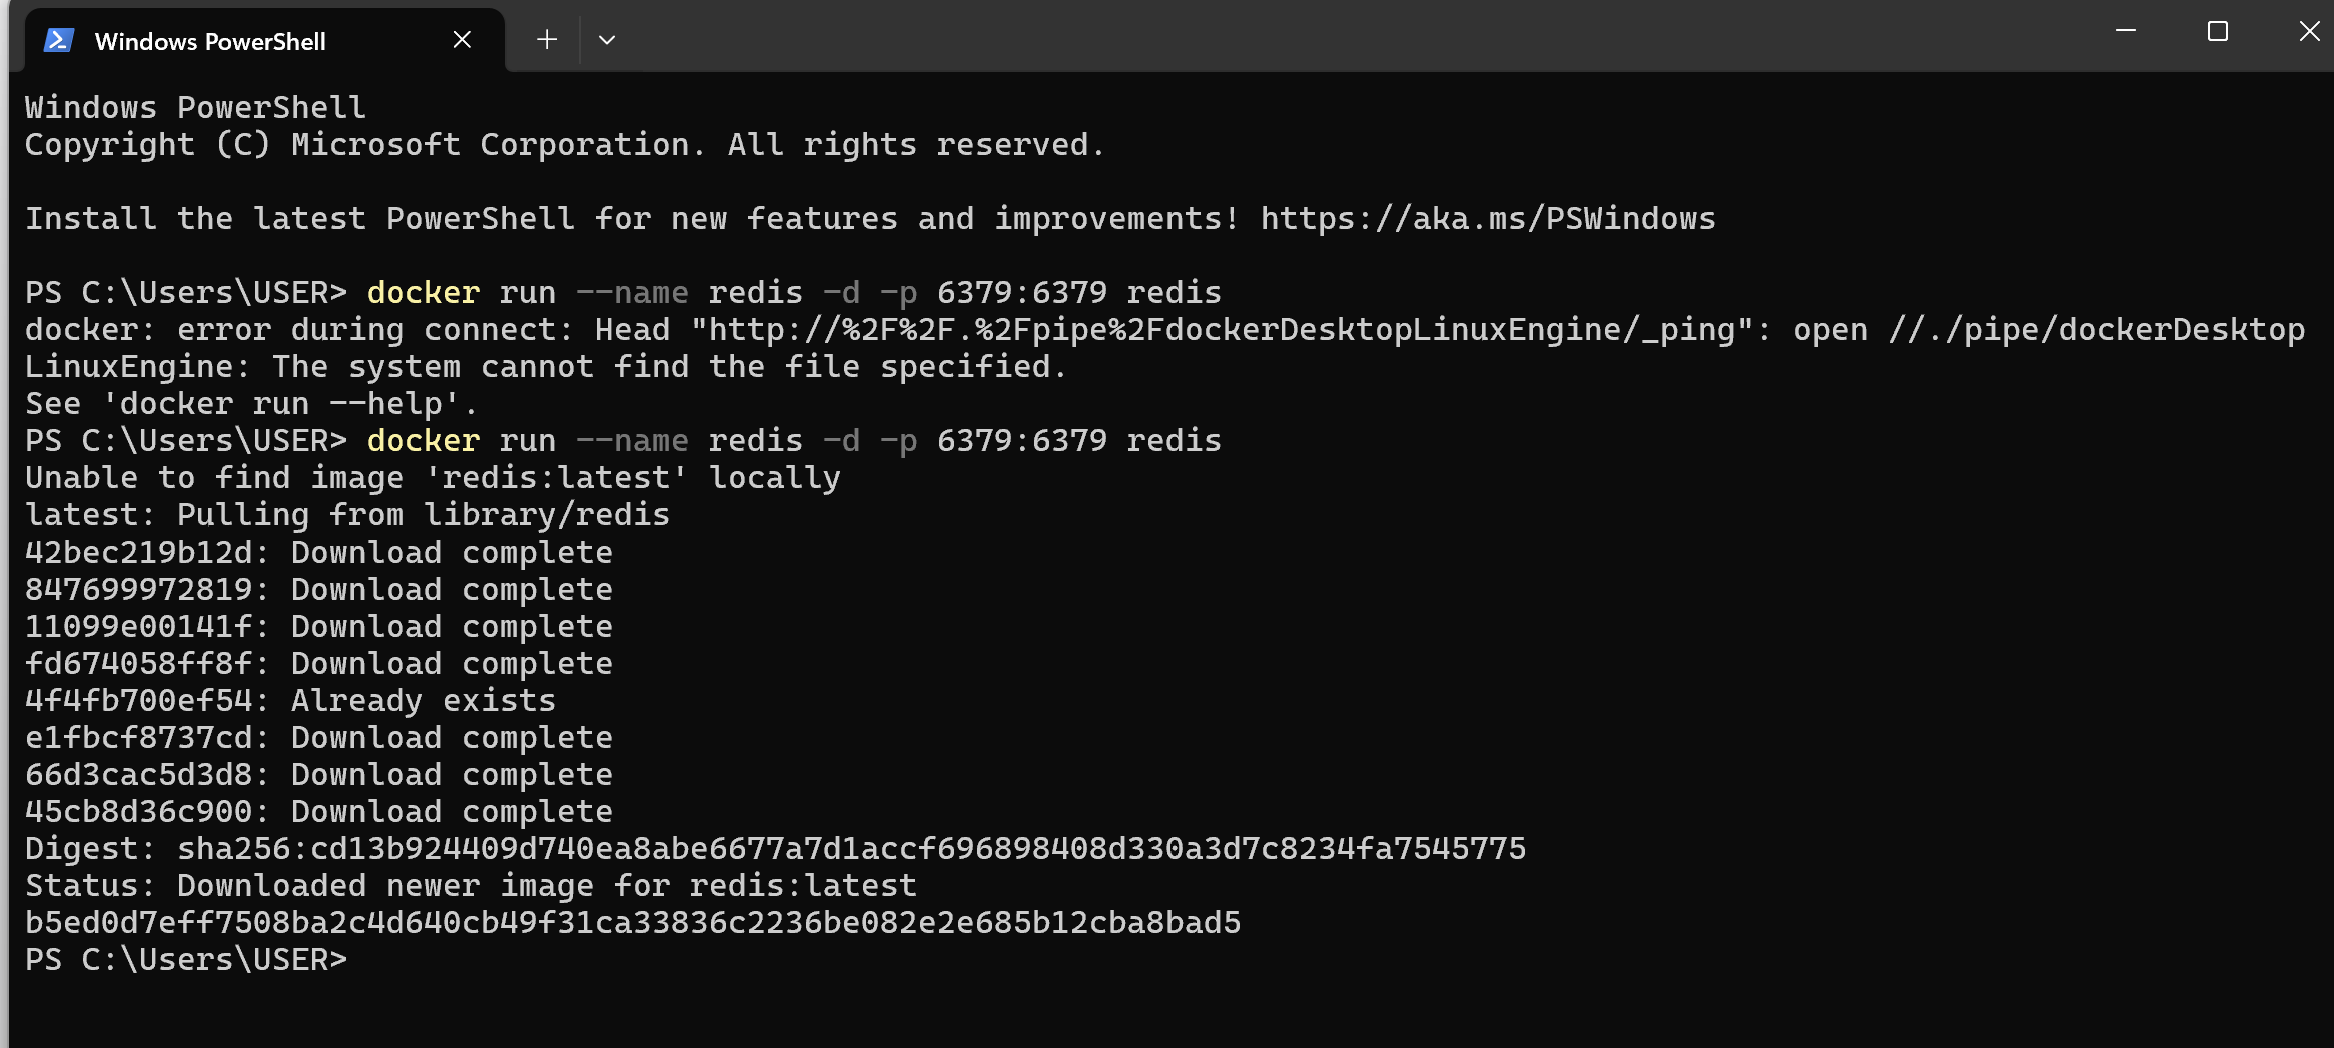 Windows PowerShell
Windows PowerShell
Copyright (C) Microsoft Corporation. All rights reserved.
Install the latest PowerShell for new features and improvements! https://aka.ms/PSWindows
PS C:\Users\USER> docker run --name redis -d -p 6379:6379 redis
docker: error during connect: Head "http://%2F%2F.%2Fpipe%2FdockerDesktopLinuxEngine/_ping": open //./pipe/dockerDesktop
LinuxEngine: The system cannot find the file specified.
See 'docker run --help'.
PS C:\Users\USER> docker run --name redis -d -p 6379:6379 redis
Unable to find image 'redis:latest' locally
latest: Pulling from library/redis
42bec219b12d: Download complete
847699972819: Download complete
11099e00141f: Download complete
fd674058ff8f: Download complete
4f4fb700ef54: Already exists
e1fbcf8737cd: Download complete
66d3cac5d3d8: Download complete
45cb8d36c900: Download complete
Digest: sha256:cd13b924409d740ea8abe6677a7d1accf696898408d330a3d7c8234fa7545775
Status: Downloaded newer image for redis:latest
b5ed0d7eff7508ba2c4d640cb49f31ca33836c2236be082e2e685b12cba8bad5
PS C:\Users\USER>